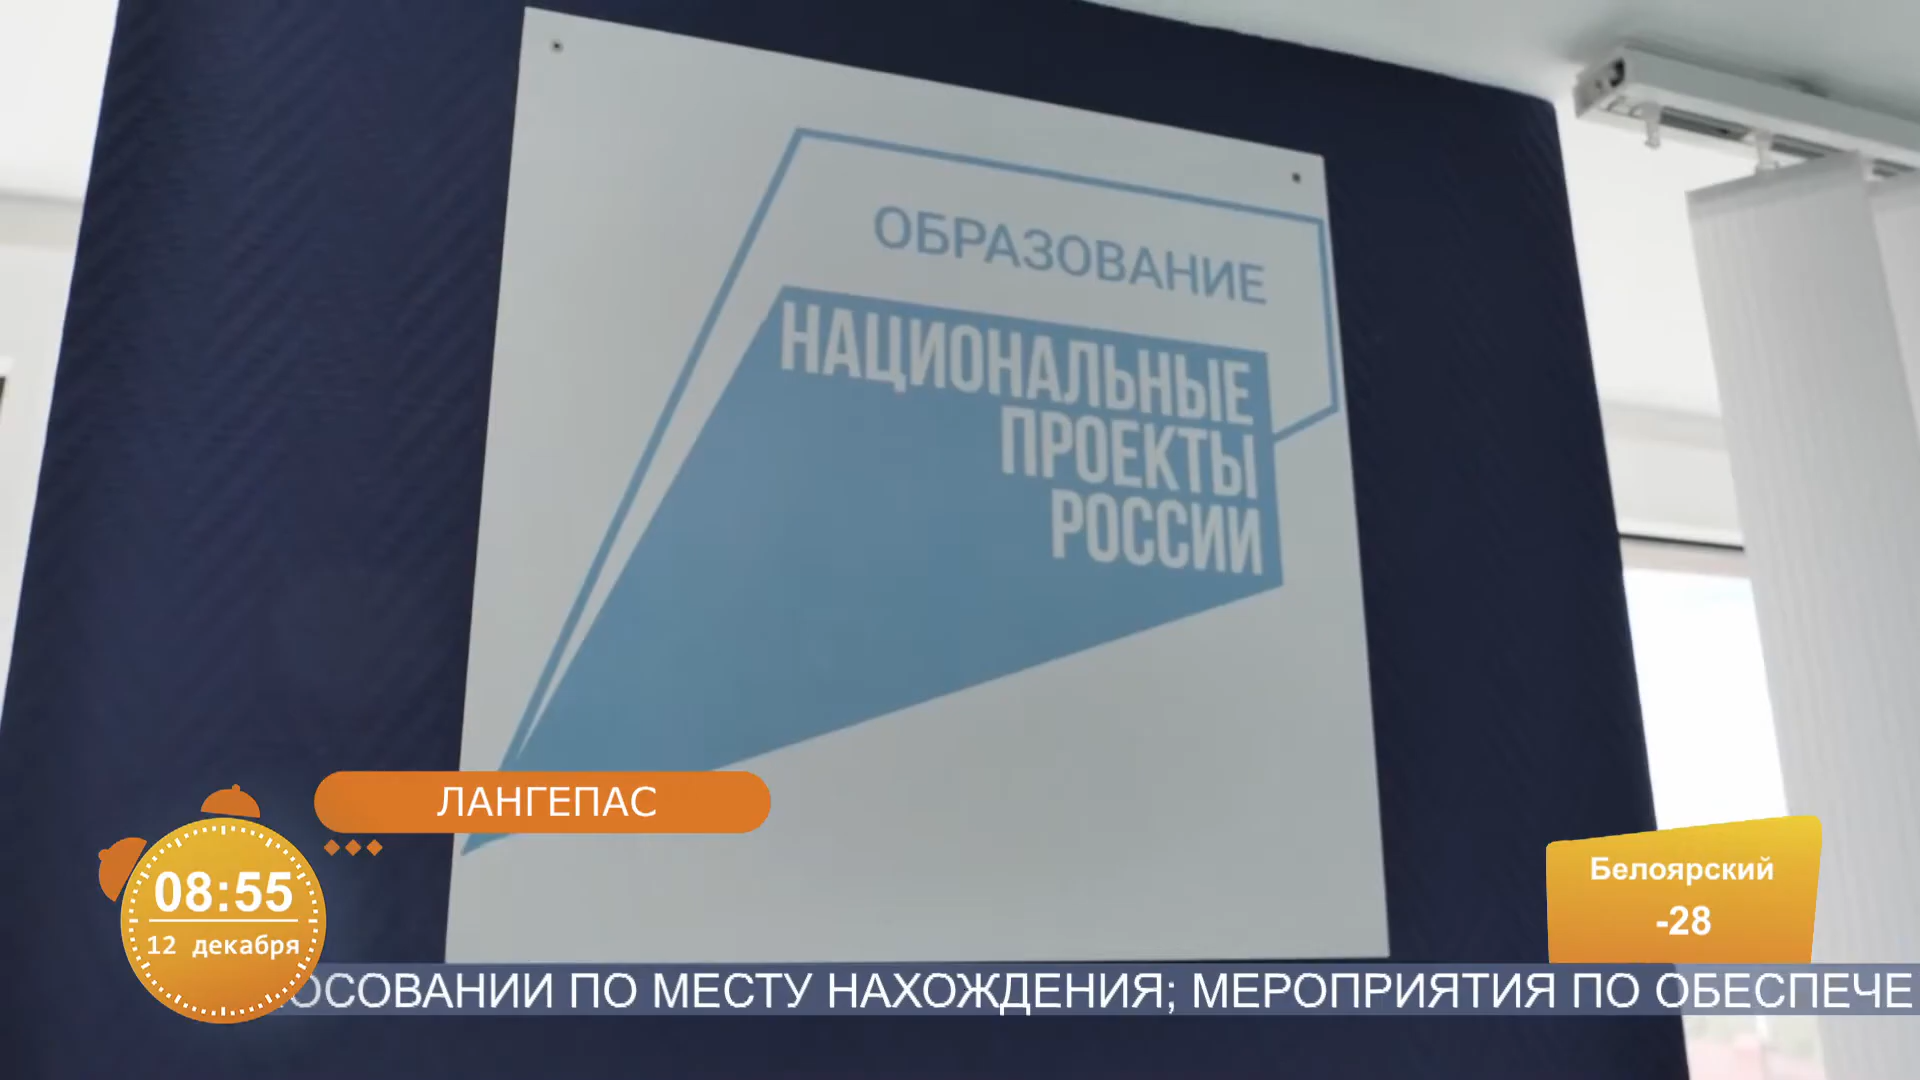 ОБРАЗОВАНИЕ
НАЦИОНАЛЬНЫЕ
ПРОЕКТЫ
РОССИИ
ЛАНГЕПАС
08:55
12 декабря
Белоярский
-28
ОСОВАНИИ ПО МЕСТУ НАХОЖДЕНИЯ; МЕРОПРИЯТИЯ ПО ОБЕСПЕЧЕ